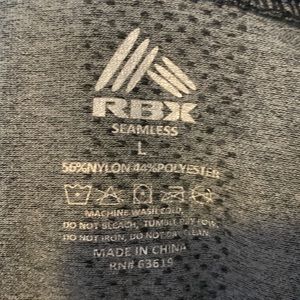 RBX
SEAMLESS
L
56%NYLON 44%POLYESTER
MACHINE WASH COLD,
DO NOT BLEACH, TUMBLE DRY LOW,
DO NOT IRON, DO NOT DRY CLEAN
MADE IN CHINA
RN# 63619